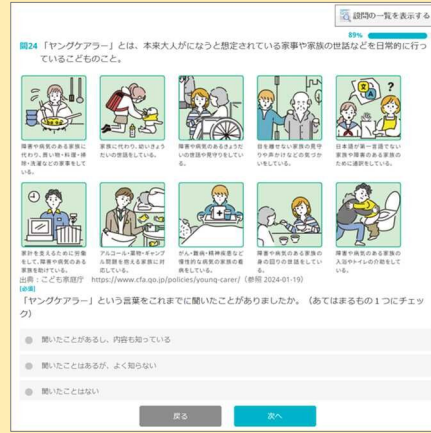 設問の一覧を表示する
89%
問24 「ヤングケアラー」とは、本来大人がになうと想定されている家事や家族の世話などを日常的に行っ
ているこどものこと。
障害や病気のある家族に
代わり、買い物・料理・掃
除・洗濯などの家事をして
いる。
家族に代わり、幼いきょう
だいの世話をしている。
障害や病気のあるきょうだ
いの世話や見守りをしてい
る。
目を離せない家族の見守
りや声かけなどの気づか
いをしている。
日本語が第一言語でない
家族や障害のある家族の
ために通訳をしている。
家計を支えるために労働
をして、障害や病気のある
家族を助けている。
アルコール・薬物・ギャンブ
ル問題を抱える家族に対
応している。
がん・難病・精神疾患など
慢性的な病気の家族の看
病をしている。
障害や病気のある家族の
身の回りの世話をしてい
る。
障害や病気のある家族の
入浴やトイレの介助をして
いる。
出典:こども家庭庁 https://www.cfa.go.jp/policies/young-carer/(参照 2024-01-19)
[必須]
「ヤングケアラー」という言葉をこれまでに聞いたことがありましたか。(あてはまるもの1つにチェッ
ク)
聞いたことがあるし、内容も知っている
聞いたことはあるが、よく知らない
聞いたことはない
戻る
次へ